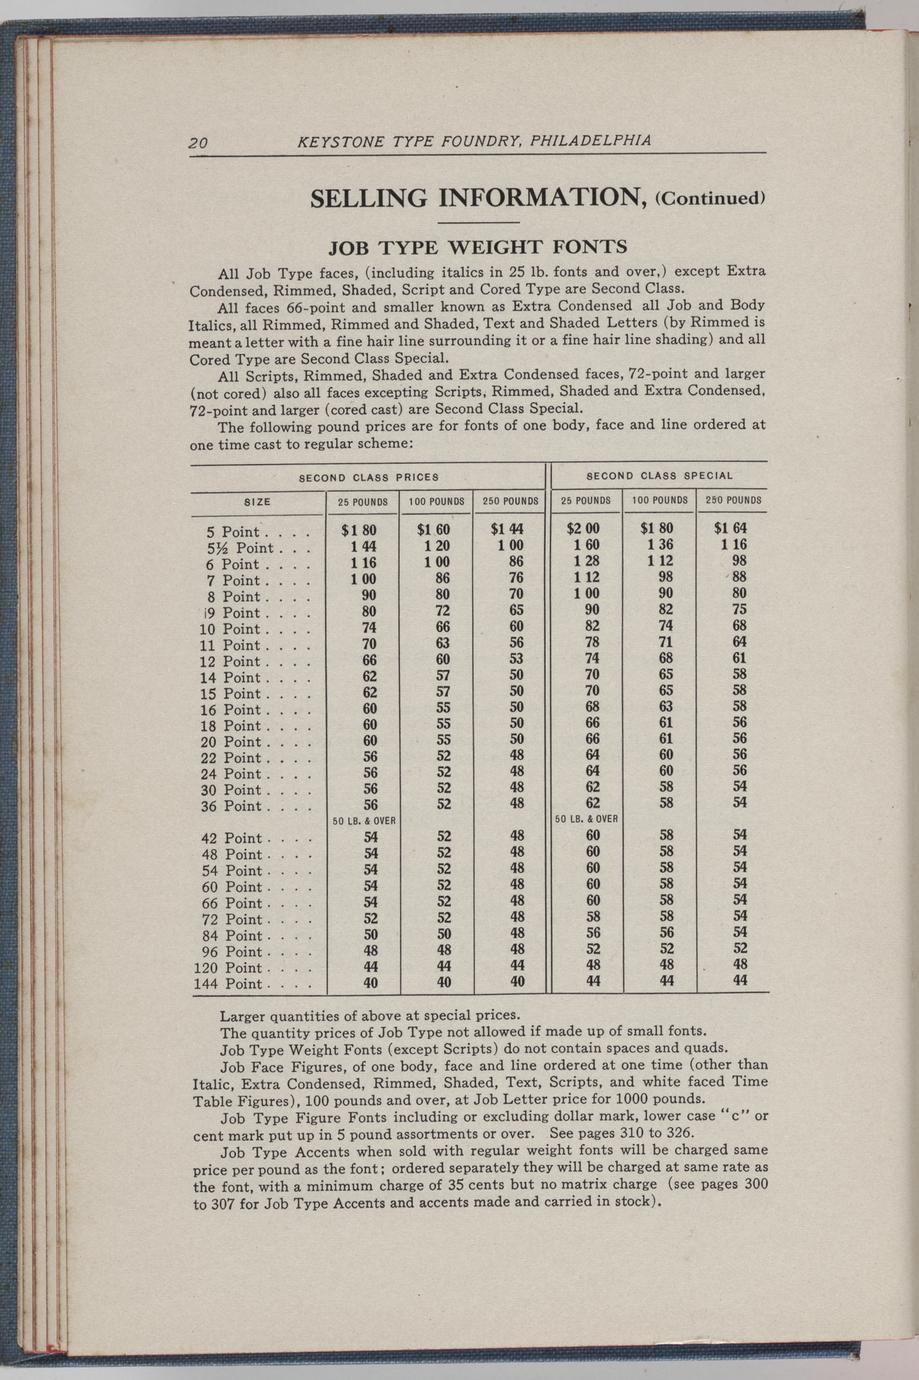 20 KEYSTONE TYPE FOUNDRY, PHILADELPHIA
SELLING INFORMATION, (Continued)
JOB TYPE WEIGHT FONTS
All Job Type faces, (including italics in 25 lb. fonts and over,) except Extra
Condensed, Rimmed, Shaded, Script and Cored Type are Second Class.
All faces 66-point and smaller known as Extra Condensed all Job and Body
Italics, all Rimmed, Rimmed and Shaded, Text and Shaded Letters (by Rimmed is
meant a letter with a fine hair line surrounding it or a fine hair line shading) and all
Cored Type are Second Class Special.
All Scripts, Rimmed, Shaded and Extra Condensed faces, 72-point and larger
(not cored) also all faces excepting Scripts, Rimmed, Shaded and Extra Condensed,
72-point and larger (cored cast) are Second Class Special.
The following pound prices are for fonts of one body, face and line ordered at
one time cast to regular scheme:
SECOND CLASS PRICES SECOND CLASS SPECIAL
SIZE 25 POUNDS 100 POUNDS 250 POUNDS 25 POUNDS 100 POUNDS 250 POUNDS
5 Point . . . . $1 80 $1 60 $1 44 $2 00 $1 80 $1 64
5½ Point . . . 1 44 1 20 1 00 1 60 1 36 1 16
6 Point . . . . 1 16 1 00 86 1 28 1 12 98
7 Point . . . . 1 00 86 76 1 12 98 88
8 Point . . . . 90 80 70 1 00 90 80
9 Point . . . . 80 72 65 90 82 75
10 Point . . . . 74 66 60 82 74 68
11 Point . . . . 70 63 56 78 71 64
12 Point . . . . 66 60 53 74 68 61
14 Point . . . . 62 57 50 70 65 58
15 Point . . . . 62 57 50 70 65 58
16 Point . . . . 60 55 50 68 63 58
18 Point . . . . 60 55 50 66 61 56
20 Point . . . . 60 55 50 66 61 56
22 Point . . . . 56 52 48 64 60 56
24 Point . . . . 56 52 48 64 60 56
30 Point . . . . 56 52 48 62 58 54
36 Point . . . . 56 52 48 62 58 54
50 LB. & OVER 50 LB. & OVER
42 Point . . . . 54 52 48 60 58 54
48 Point . . . . 54 52 48 60 58 54
54 Point . . . . 54 52 48 60 58 54
60 Point . . . . 54 52 48 60 58 54
66 Point . . . . 54 52 48 60 58 54
72 Point . . . . 52 52 48 58 58 54
84 Point . . . . 50 50 48 56 56 54
96 Point . . . . 48 48 48 52 52 52
120 Point . . . . 44 44 44 48 48 48
144 Point . . . . 40 40 40 44 44 44
Larger quantities of above at special prices.
The quantity prices of Job Type not allowed if made up of small fonts.
Job Type Weight Fonts (except Scripts) do not contain spaces and quads.
Job Face Figures, of one body, face and line ordered at one time (other than
Italic, Extra Condensed, Rimmed, Shaded, Text, Scripts, and white faced Time
Table Figures), 100 pounds and over, at Job Letter price for 1000 pounds.
Job Type Figure Fonts including or excluding dollar mark, lower case "c" or
cent mark put up in 5 pound assortments or over. See pages 310 to 326.
Job Type Accents when sold with regular weight fonts will be charged same
price per pound as the font; ordered separately they will be charged at same rate as
the font, with a minimum charge of 35 cents but no matrix charge (see pages 300
to 307 for Job Type Accents and accents made and carried in stock).